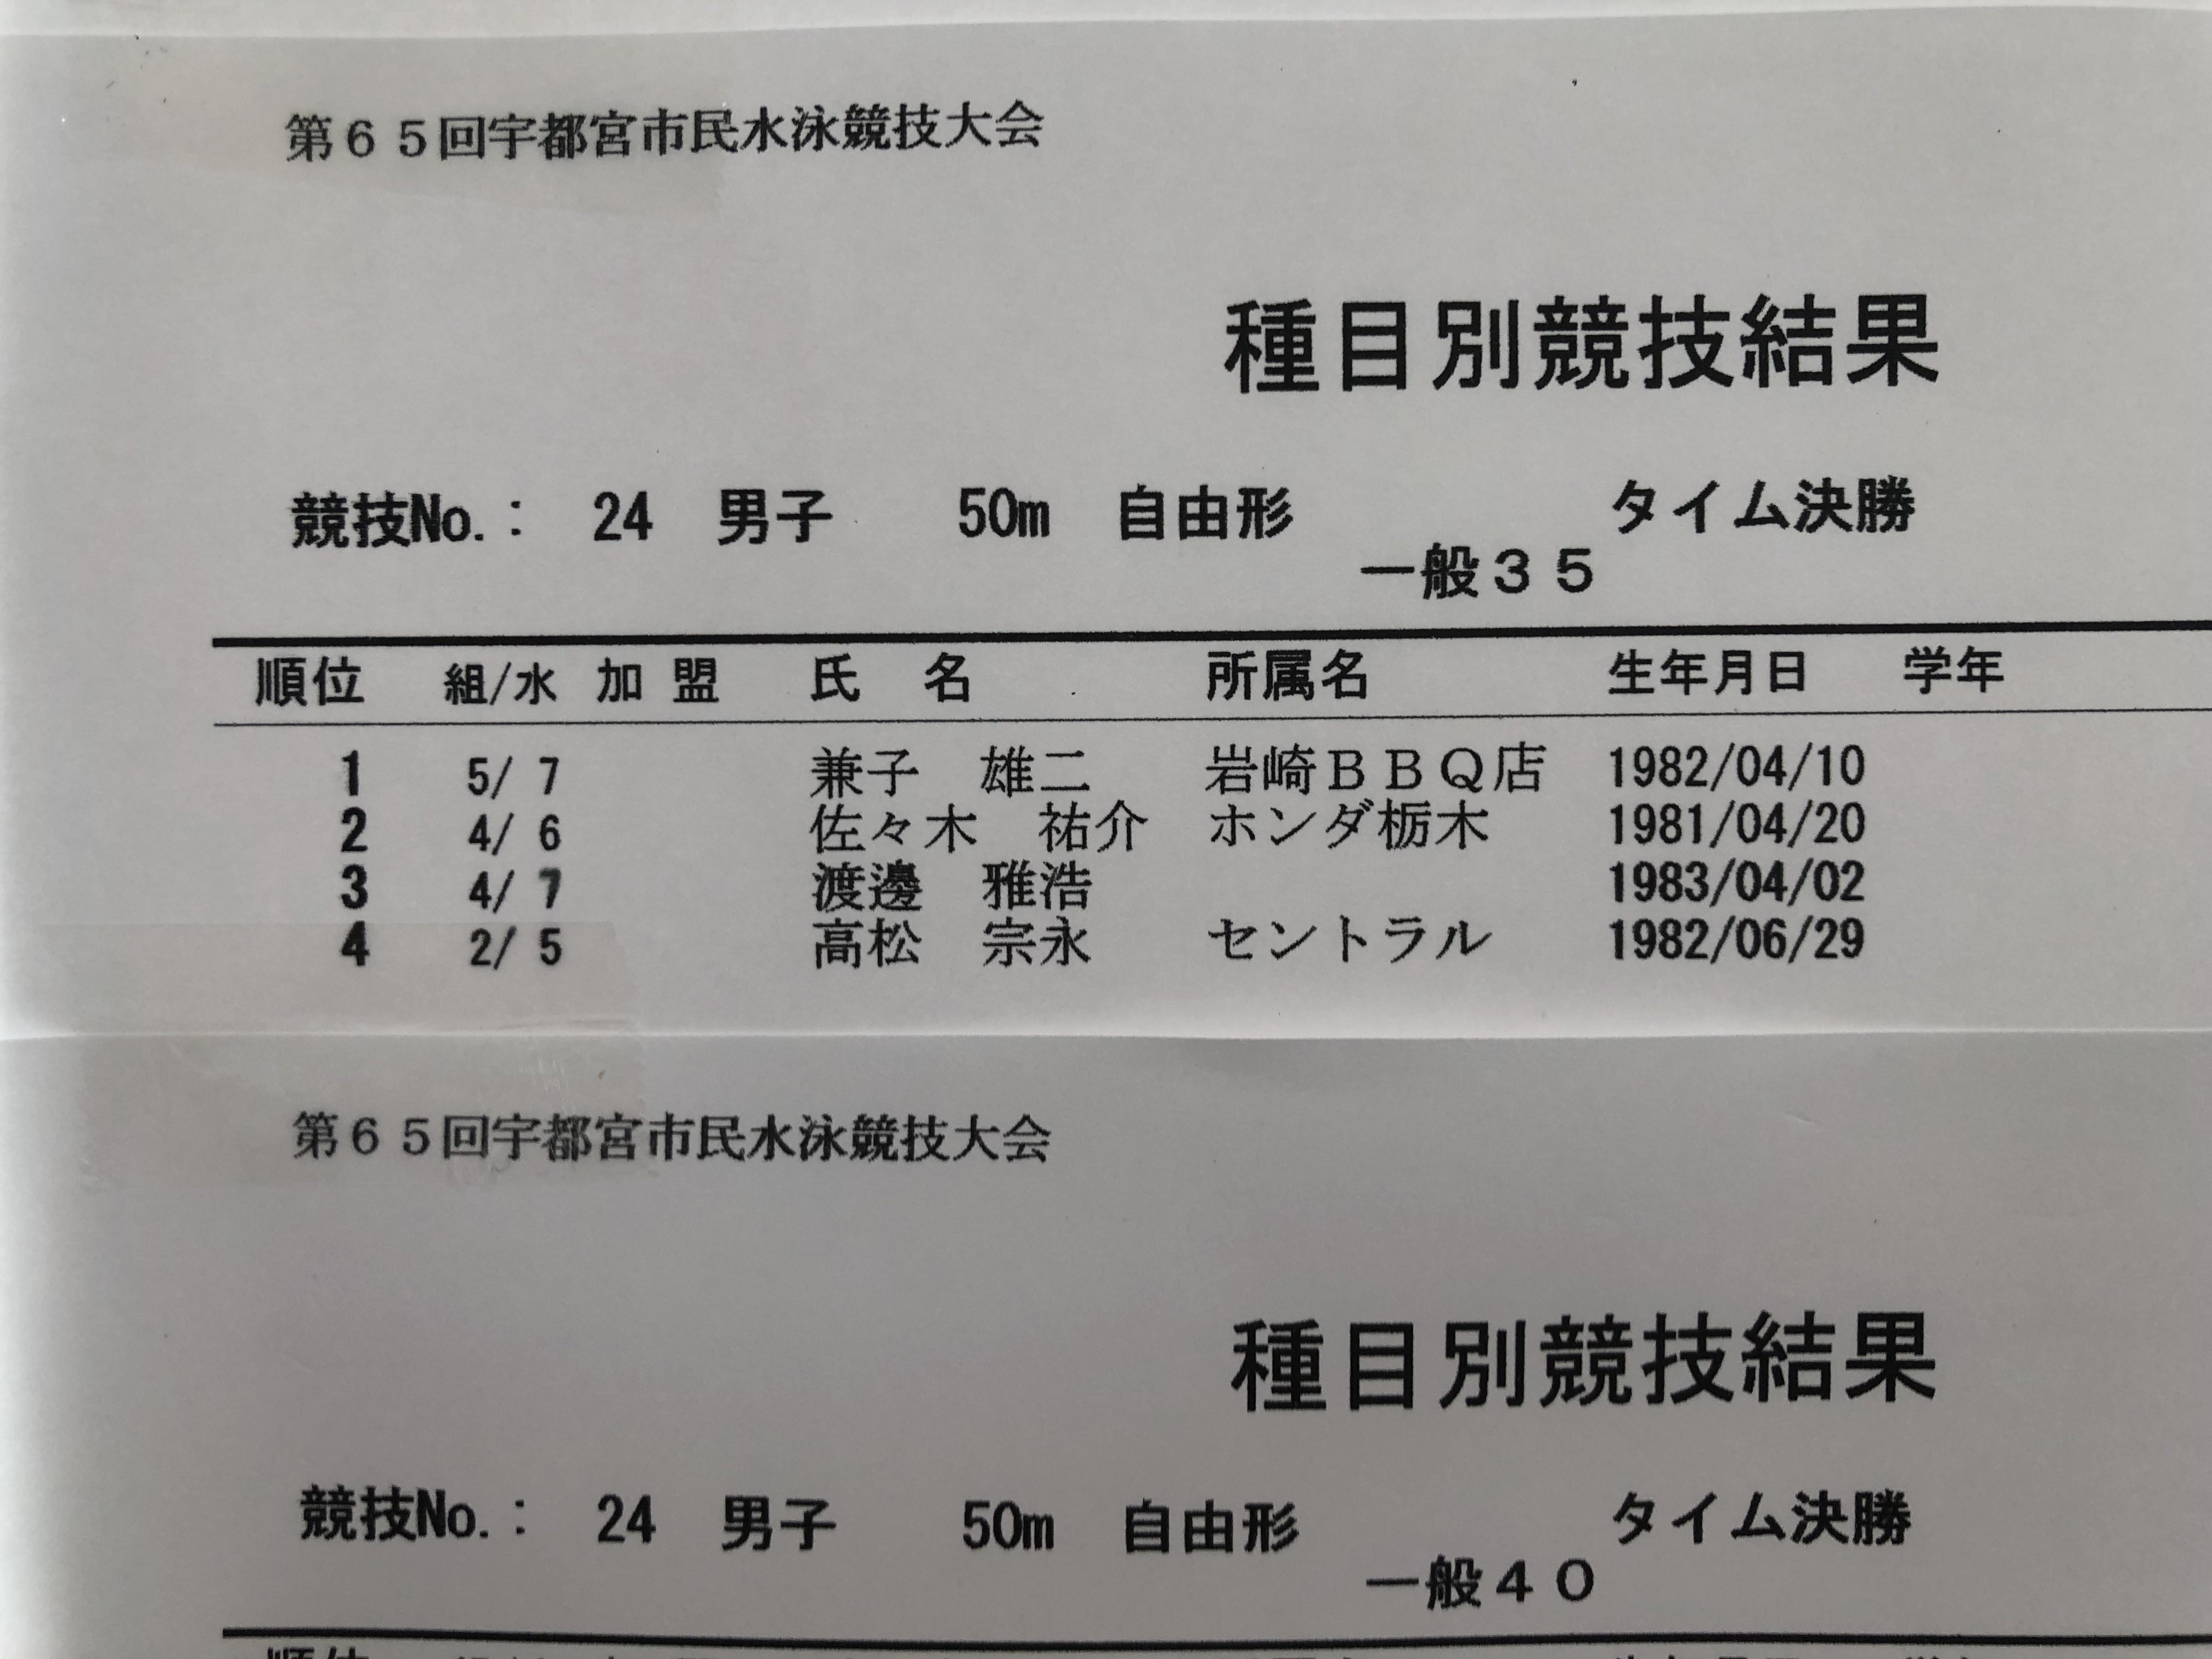 第６５回宇都宮市民水泳競技大会
種目別競技結果
競技No.: 24 男子 50m 自由形 タイム決勝
一般３５
順位 組/水 加 盟 氏 名 所属名 生年月日 学年
1 5/ 7 兼子 雄二 岩崎ＢＢＱ店 1982/04/10
2 4/ 6 佐々木 祐介 ホンダ栃木 1981/04/20
3 4/ 7 渡邊 雅浩 1983/04/02
4 2/ 5 高松 宗永 セントラル 1982/06/29
第６５回宇都宮市民水泳競技大会
種目別競技結果
競技No.: 24 男子 50m 自由形 タイム決勝
一般４０